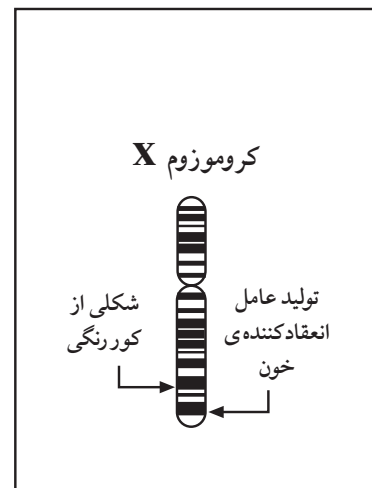 کروموزوم X
تولید عامل
انعقادکننده‌ی
خون
شکلی از
کوررنگی